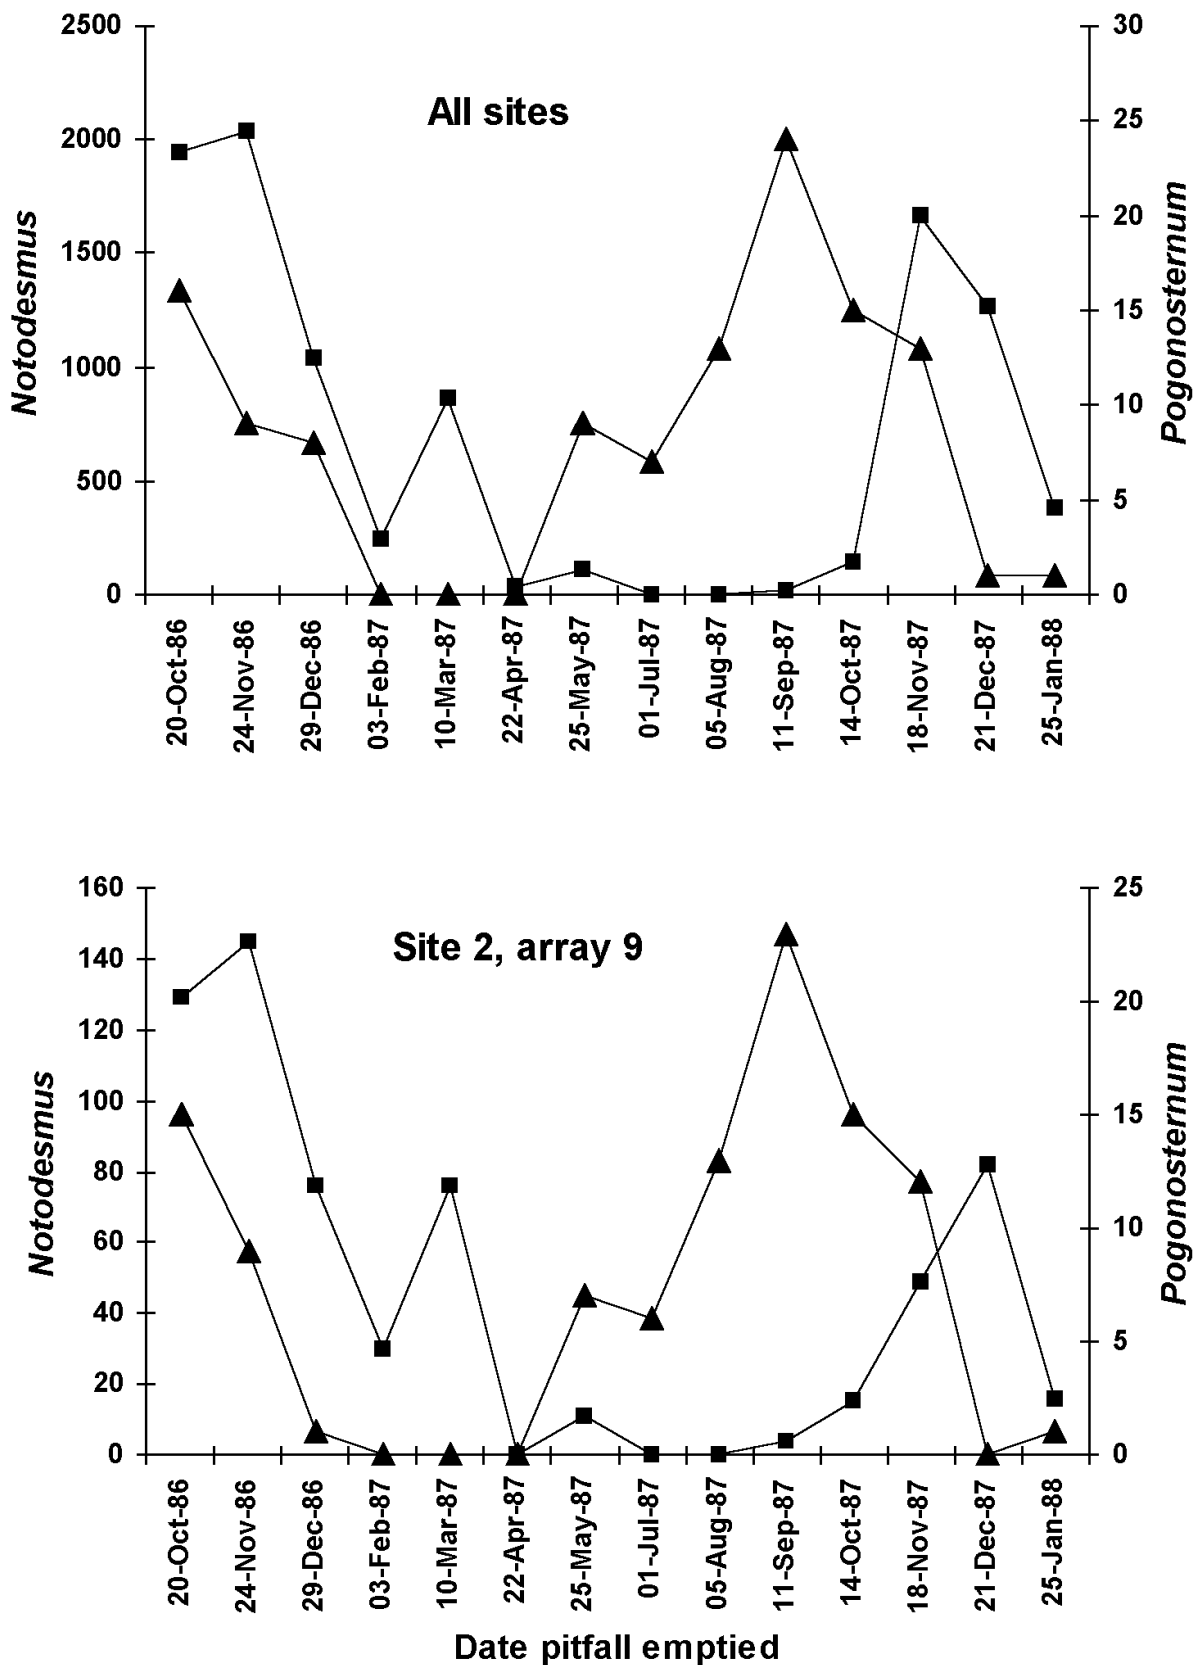 All sites
Notodesmus
2500
2000
1500
1000
500
0
Pogonosternum
30
25
20
15
10
5
0
20-Oct-86
24-Nov-86
29-Dec-86
03-Feb-87
10-Mar-87
22-Apr-87
25-May-87
01-Jul-87
05-Aug-87
11-Sep-87
14-Oct-87
18-Nov-87
21-Dec-87
25-Jan-88
Site 2, array 9
Notodesmus
160
140
120
100
80
60
40
20
0
Pogonosternum
25
20
15
10
5
0
20-Oct-86
24-Nov-86
29-Dec-86
03-Feb-87
10-Mar-87
22-Apr-87
25-May-87
01-Jul-87
05-Aug-87
11-Sep-87
14-Oct-87
18-Nov-87
21-Dec-87
25-Jan-88
Date pitfall emptied